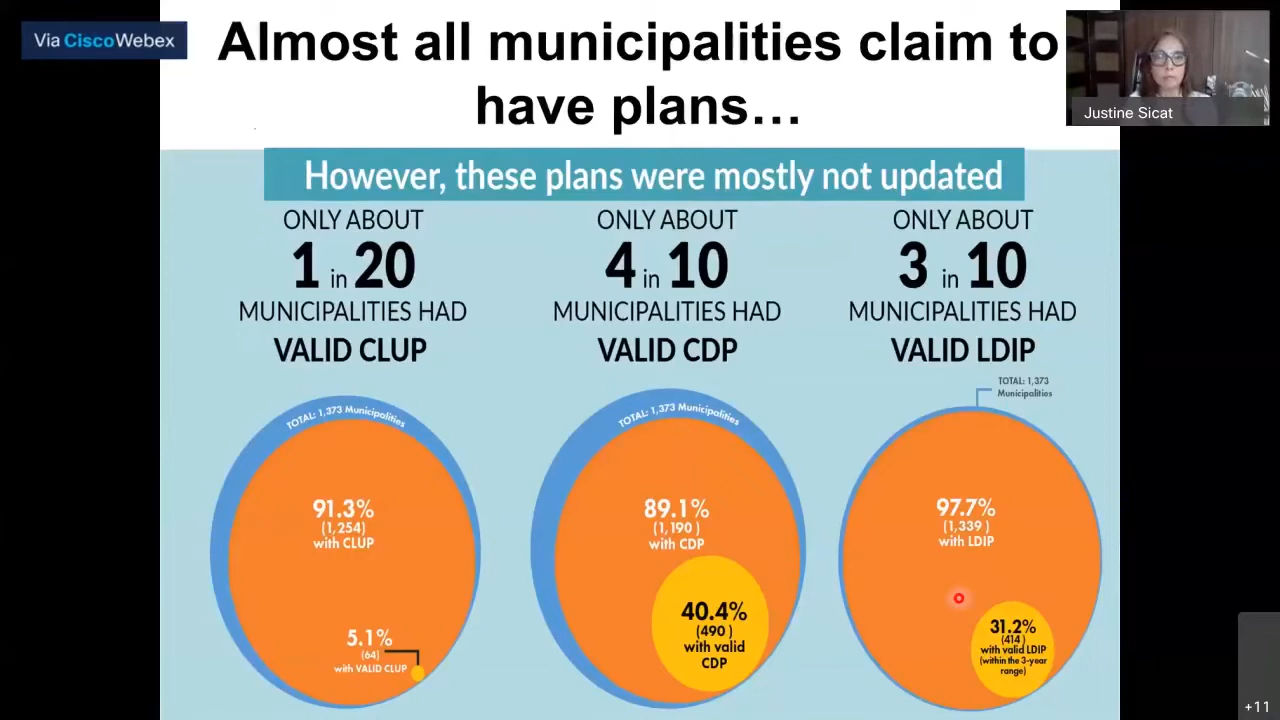 Via CiscoWebex
Almost all municipalities claim to
have plans…
Justine Sicat
However, these plans were mostly not updated
ONLY ABOUT
1 in 20
MUNICIPALITIES HAD
VALID CLUP
ONLY ABOUT
4 in 10
MUNICIPALITIES HAD
VALID CDP
ONLY ABOUT
3 in 10
MUNICIPALITIES HAD
VALID LDIP
TOTAL: 1,373 Municipalities
91.3%
(1,254)
with CLUP
5.1%
(64)
with VALID CLUP
TOTAL: 1,373 Municipalities
89.1%
(1,190 )
with CDP
40.4%
(490 )
with valid
CDP
TOTAL: 1,373
Municipalities
97.7%
(1,339 )
with LDIP
31.2%
(414 )
with valid LDIP
(within the 3-year
range)
+11